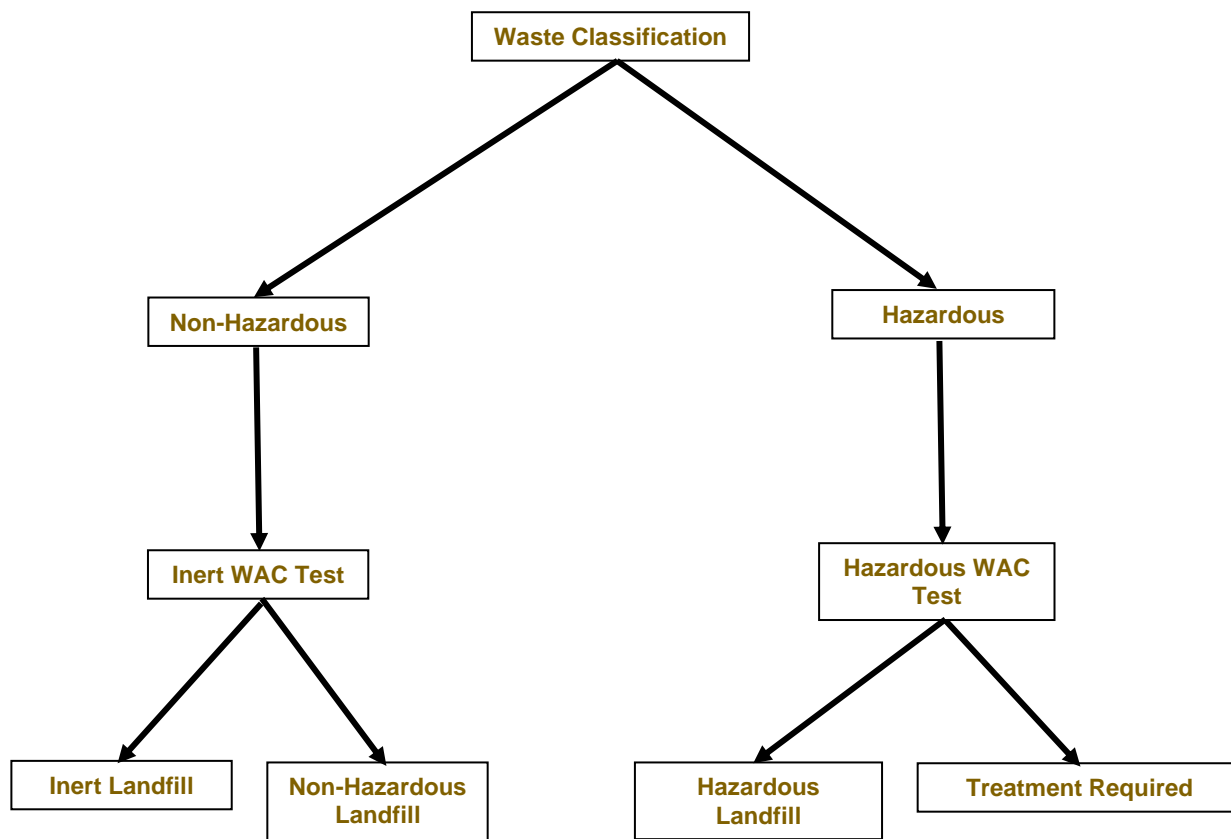 Waste Classification
Non-Hazardous
Hazardous
Inert WAC Test
Hazardous WAC
Test
Inert Landfill
Non-Hazardous
Landfill
Hazardous
Landfill
Treatment Required